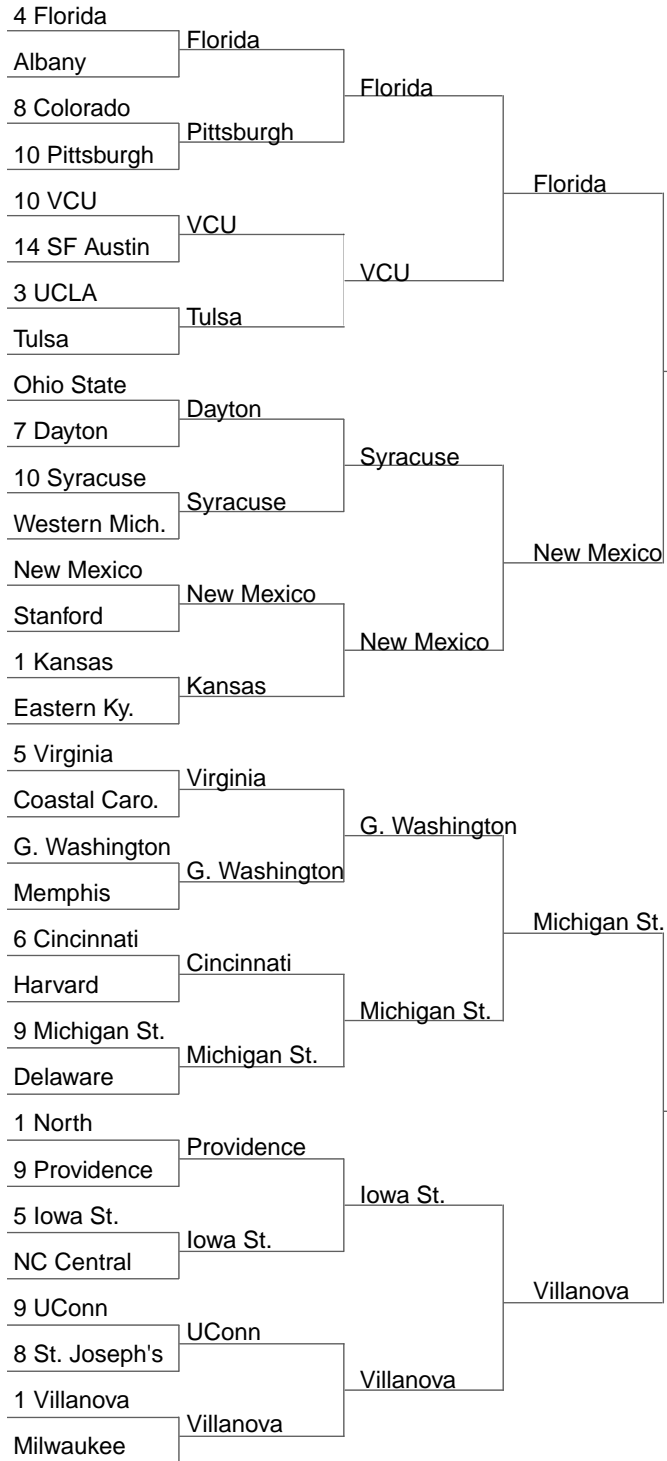 4 Florida
Albany
8 Colorado
10 Pittsburgh
10 VCU
14 SF Austin
3 UCLA
Tulsa
Ohio State
7 Dayton
10 Syracuse
Western Mich.
New Mexico
Stanford
1 Kansas
Eastern Ky.
5 Virginia
Coastal Caro.
G. Washington
Memphis
6 Cincinnati
Harvard
9 Michigan St.
Delaware
1 North
9 Providence
5 Iowa St.
NC Central
9 UConn
8 St. Joseph's
1 Villanova
Milwaukee
Florida
Pittsburgh
VCU
Tulsa
Dayton
Syracuse
New Mexico
Kansas
Virginia
G. Washington
Cincinnati
Michigan St.
Providence
Iowa St.
UConn
Villanova
Florida
VCU
Syracuse
New Mexico
G. Washington
Michigan St.
Iowa St.
Villanova
Florida
New Mexico
Michigan St.
Villanova